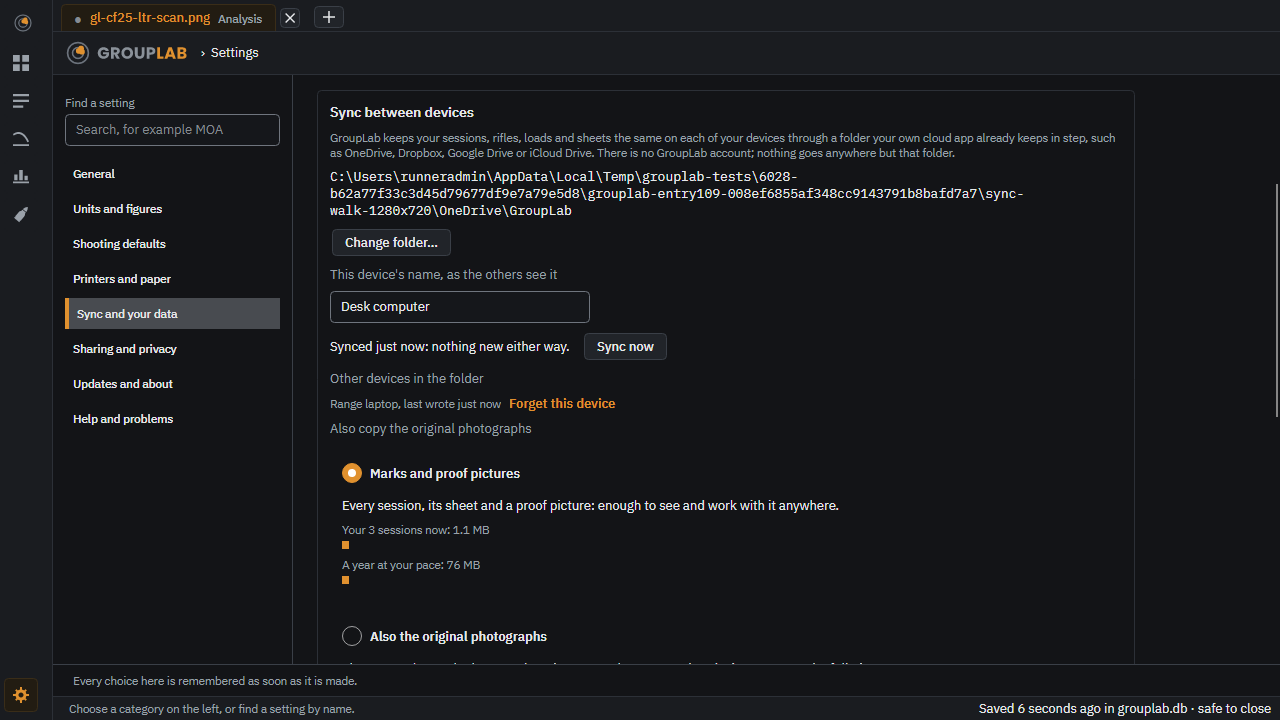 gl-cf25-ltr-scan.png Analysis
GROUPLAB › Settings
Find a setting
Search, for example MOA
General
Units and figures
Shooting defaults
Printers and paper
Sync and your data
Sharing and privacy
Updates and about
Help and problems
Sync between devices
GroupLab keeps your sessions, rifles, loads and sheets the same on each of your devices through a folder your own cloud app already keeps in step, such
as OneDrive, Dropbox, Google Drive or iCloud Drive. There is no GroupLab account; nothing goes anywhere but that folder.
C:\Users\runneradmin\AppData\Local\Temp\grouplab-tests\6028-
b62a77f33c3d45d79677df9e7a79e5d8\grouplab-entry109-008ef6855af348cc9143791b8bafd7a7\sync-
walk-1280x720\OneDrive\GroupLab
Change folder...
This device's name, as the others see it
Desk computer
Synced just now: nothing new either way. Sync now
Other devices in the folder
Range laptop, last wrote just now Forget this device
Also copy the original photographs
Marks and proof pictures
Every session, its sheet and a proof picture: enough to see and work with it anywhere.
Your 3 sessions now: 1.1 MB
A year at your pace: 76 MB
Also the original photographs
Every choice here is remembered as soon as it is made.
Choose a category on the left, or find a setting by name.
Saved 6 seconds ago in grouplab.db · safe to close